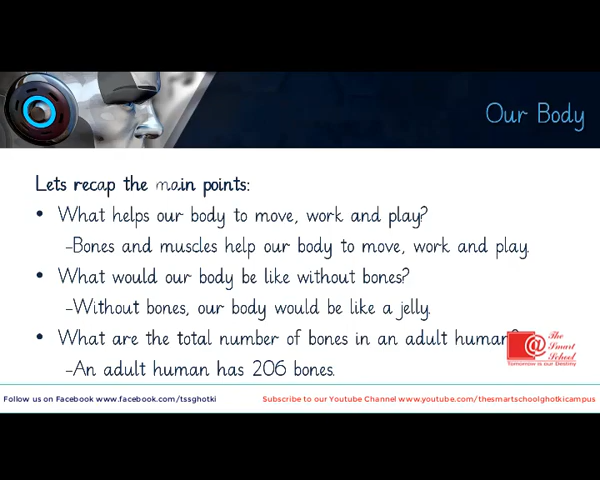 Our Body
Lets recap the main points:
• What helps our body to move, work and play?
–Bones and muscles help our body to move, work and play.
• What would our body be like without bones?
–Without bones, our body would be like a jelly.
• What are the total number of bones in an adult human?
–An adult human has 206 bones.
The
Smart
School
Tomorrow is our Destiny
Follow us on Facebook www.facebook.com/tssghotki
Subscribe to our Youtube Channel www.youtube.com/thesmartschoolghotkicampus